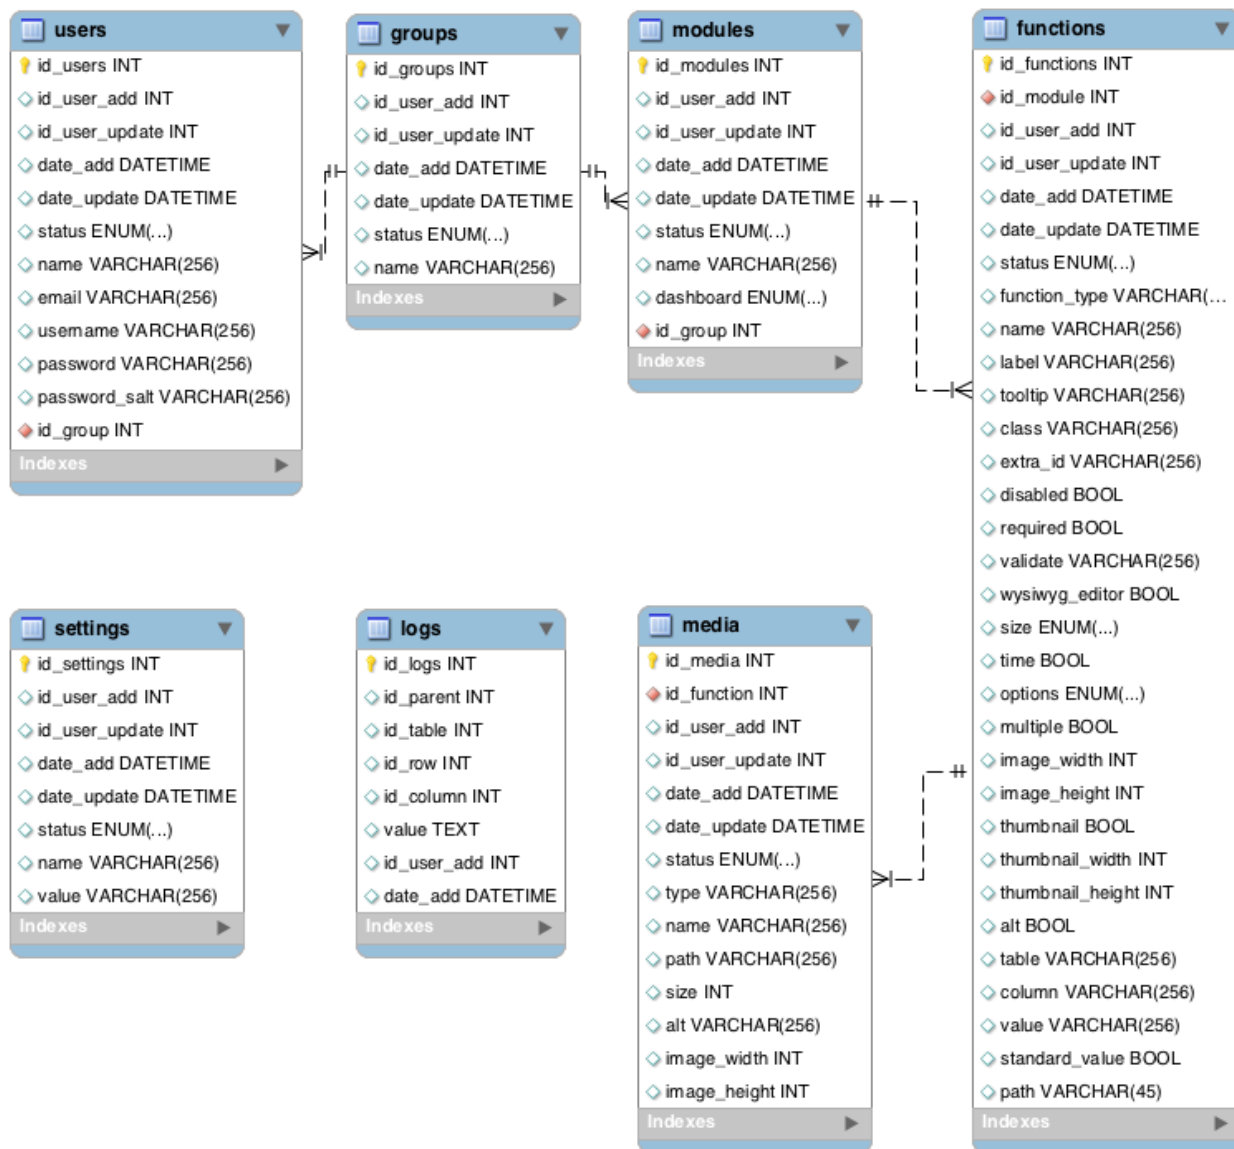 users
id_users INT
id_user_add INT
id_user_update INT
date_add DATETIME
date_update DATETIME
status ENUM(...)
name VARCHAR(256)
email VARCHAR(256)
username VARCHAR(256)
password VARCHAR(256)
password_salt VARCHAR(256)
id_group INT
Indexes
groups
id_groups INT
id_user_add INT
id_user_update INT
date_add DATETIME
date_update DATETIME
status ENUM(...)
name VARCHAR(256)
Indexes
modules
id_modules INT
id_user_add INT
id_user_update INT
date_add DATETIME
date_update DATETIME
status ENUM(...)
name VARCHAR(256)
dashboard ENUM(...)
id_group INT
Indexes
functions
id_functions INT
id_module INT
id_user_add INT
id_user_update INT
date_add DATETIME
date_update DATETIME
status ENUM(...)
function_type VARCHAR(...
name VARCHAR(256)
label VARCHAR(256)
tooltip VARCHAR(256)
class VARCHAR(256)
extra_id VARCHAR(256)
disabled BOOL
required BOOL
validate VARCHAR(256)
wysiwyg_editor BOOL
size ENUM(...)
time BOOL
options ENUM(...)
multiple BOOL
image_width INT
image_height INT
thumbnail BOOL
thumbnail_width INT
thumbnail_height INT
alt BOOL
table VARCHAR(256)
column VARCHAR(256)
value VARCHAR(256)
standard_value BOOL
path VARCHAR(45)
Indexes
settings
id_settings INT
id_user_add INT
id_user_update INT
date_add DATETIME
date_update DATETIME
status ENUM(...)
name VARCHAR(256)
value VARCHAR(256)
Indexes
logs
id_logs INT
id_parent INT
id_table INT
id_row INT
id_column INT
value TEXT
id_user_add INT
date_add DATETIME
Indexes
media
id_media INT
id_function INT
id_user_add INT
id_user_update INT
date_add DATETIME
date_update DATETIME
status ENUM(...)
type VARCHAR(256)
name VARCHAR(256)
path VARCHAR(256)
size INT
alt VARCHAR(256)
image_width INT
image_height INT
Indexes